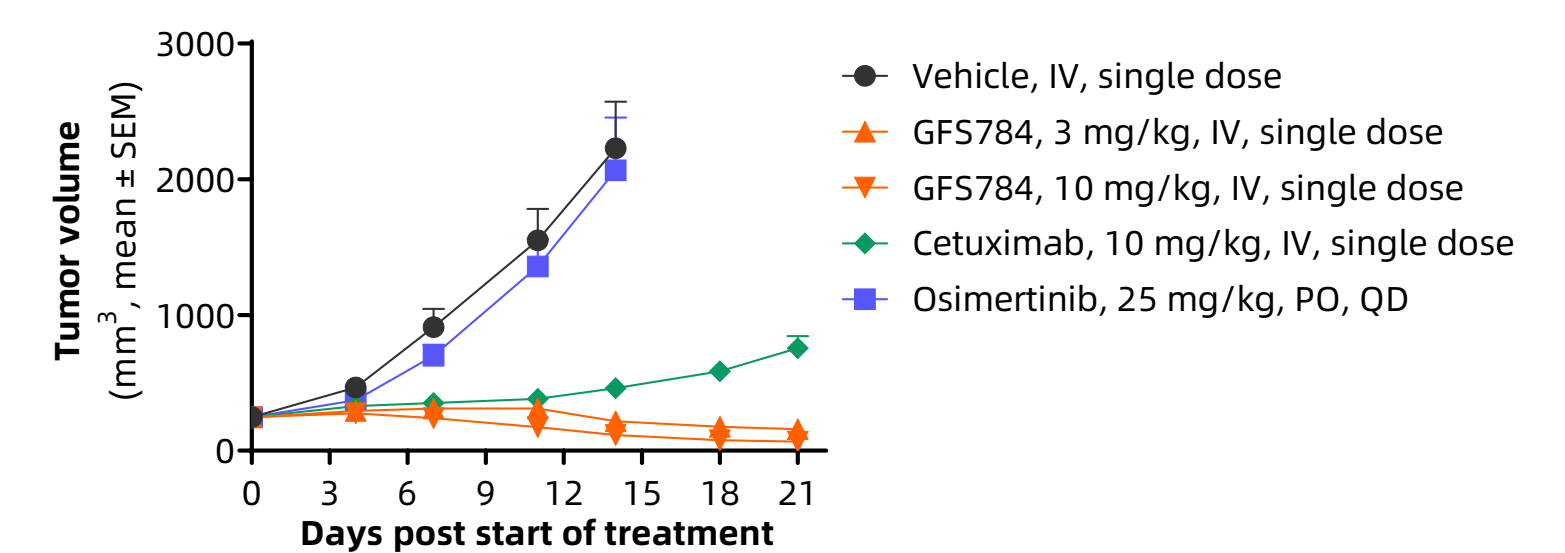 Tumor volume
(mm³, mean ± SEM)
3000
2000
1000
0
0 3 6 9 12 15 18 21
Days post start of treatment
Vehicle, IV, single dose
GFS784, 3 mg/kg, IV, single dose
GFS784, 10 mg/kg, IV, single dose
Cetuximab, 10 mg/kg, IV, single dose
Osimertinib, 25 mg/kg, PO, QD